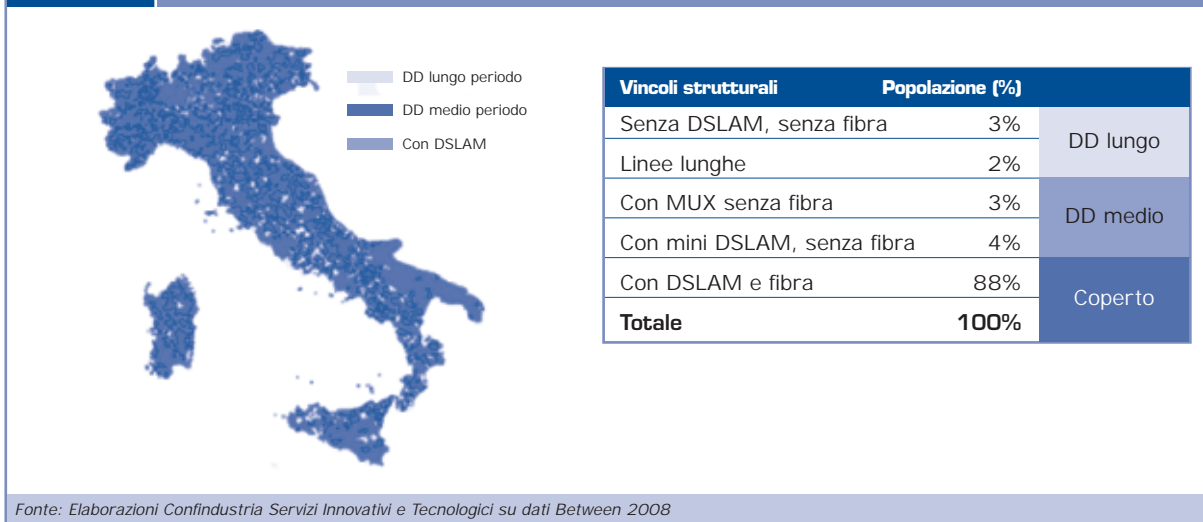 DD lungo periodo
DD medio periodo
Con DSLAM
Vincoli strutturali Popolazione (%)
Senza DSLAM, senza fibra 3%
DD lungo
Linee lunghe 2%
Con MUX senza fibra 3%
DD medio
Con mini DSLAM, senza fibra 4%
Con DSLAM e fibra 88%
Coperto
Totale 100%
Fonte: Elaborazioni Confindustria Servizi Innovativi e Tecnologici su dati Between 2008